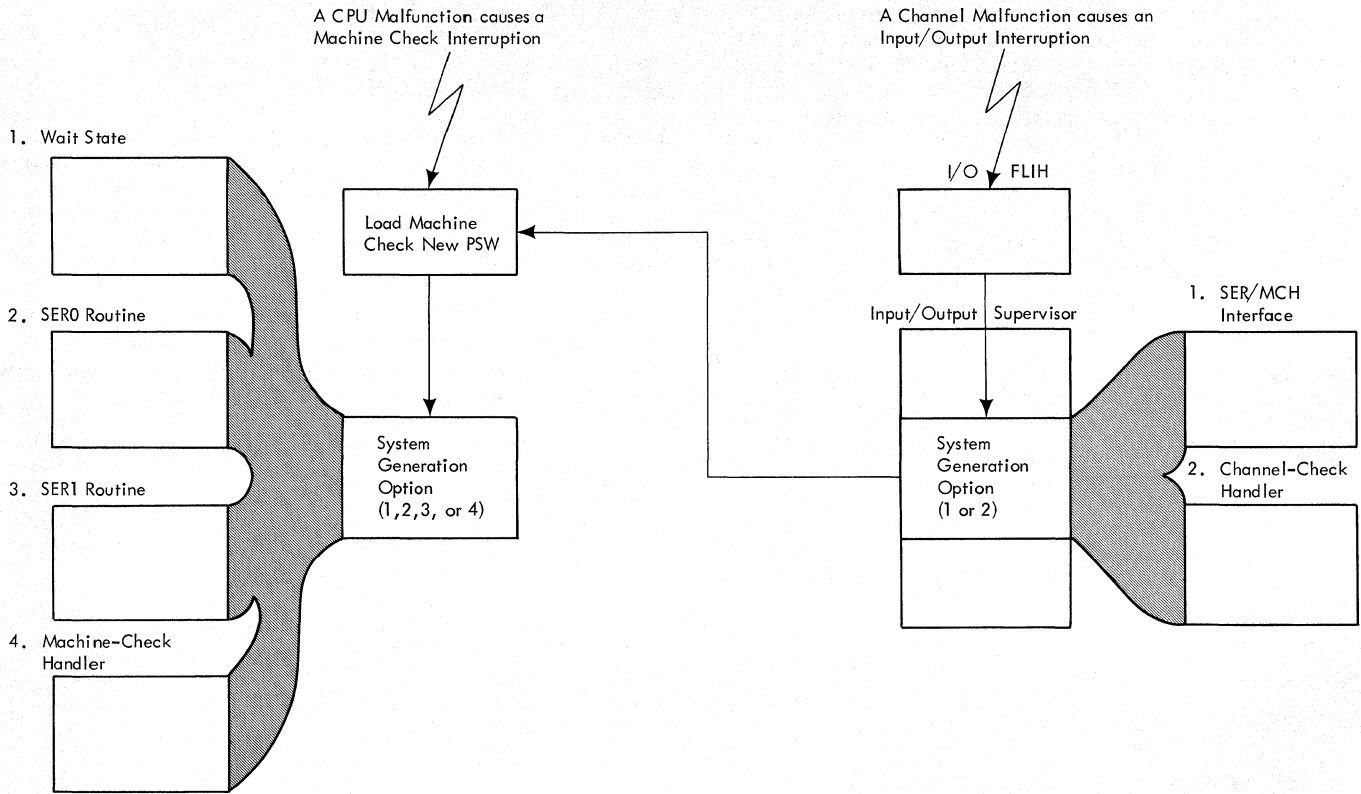 A CPU Malfunction causes a
Machine Check Interruption
A Channel Malfunction causes an
Input/Output Interruption
1. Wait State
I/O FLIH
Load Machine
Check New PSW
2. SER0 Routine
Input/Output Supervisor
1. SER/MCH
Interface
System
Generation
Option
(1,2,3, or 4)
System
Generation
Option
(1 or 2)
2. Channel-Check
Handler
3. SER1 Routine
4. Machine-Check
Handler